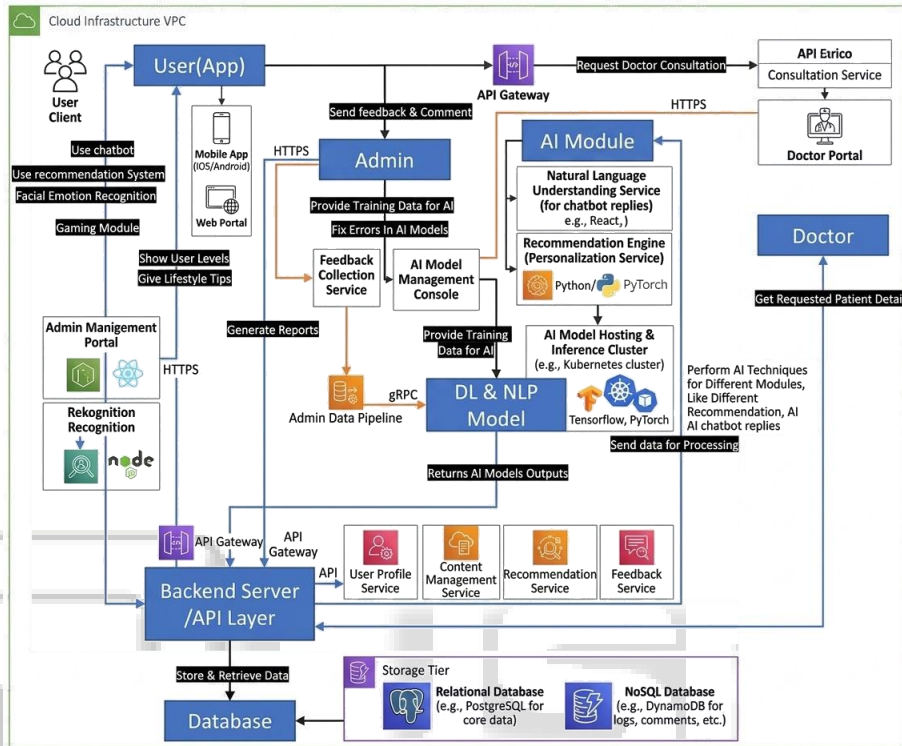 Cloud Infrastructure VPC
User
Client
User(App)
API Gateway
Request Doctor Consultation
API Eırico
Consultation Service
Doctor Portal
HTTPS
Mobile App
(IOS/Android)
Web Portal
Send feedback & Comment
HTTPS
Admin
AI Module
Use chatbot
Use recommendation System
Facial Emotion Recognition
Gaming Module
Natural Language
Understanding Service
(for chatbot replies)
e.g., React,)
Provide Training Data for AI
Fix Errors In AI Models
Show User Levels
Give Lifestyle Tips
Feedback
Collection
Service
AI Model
Management
Console
Recommendation Engine
(Personalization Service)
Python/
PyTorch
Doctor
Get Requested Patient Detai
Admin Manigement
Portal
HTTPS
Generate Reports
Provide Training
Data for AI
AI Model Hosting &
Inference Cluster
(e.g., Kubernetes cluster)
Tensorflow, PyTorch
Perform AI Techniques
for Different Modules,
Like Different
Recommendation, AI
AI chatbot replies
gRPC
Admin Data Pipeline
DL & NLP
Model
Rekognition
Recognition
node
JS
Send data for Processing
Returns AI Models Outputs
API Gateway
API
Gateway
API
User Profile
Service
Content
Management
Service
Recommendation
Service
Feedback
Service
Backend Server
/API Layer
Store & Retrieve Data
Database
Storage Tier
Relational Database
(e.g., PostgreSQL for
core data)
NoSQL Database
(e.g., DynamoDB for
logs, comments, etc.)